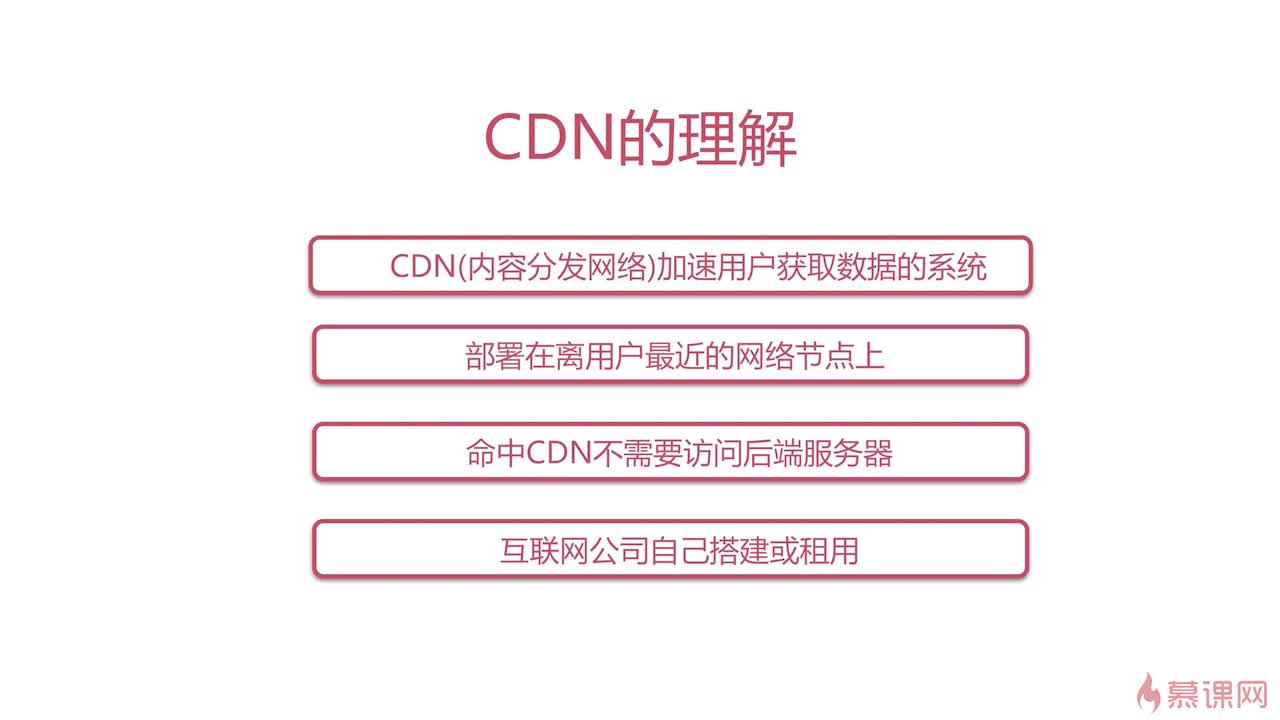 CDN的理解
CDN(内容分发网络)加速用户获取数据的系统
部署在离用户最近的网络节点上
命中CDN不需要访问后端服务器
互联网公司自己搭建或租用
慕课网